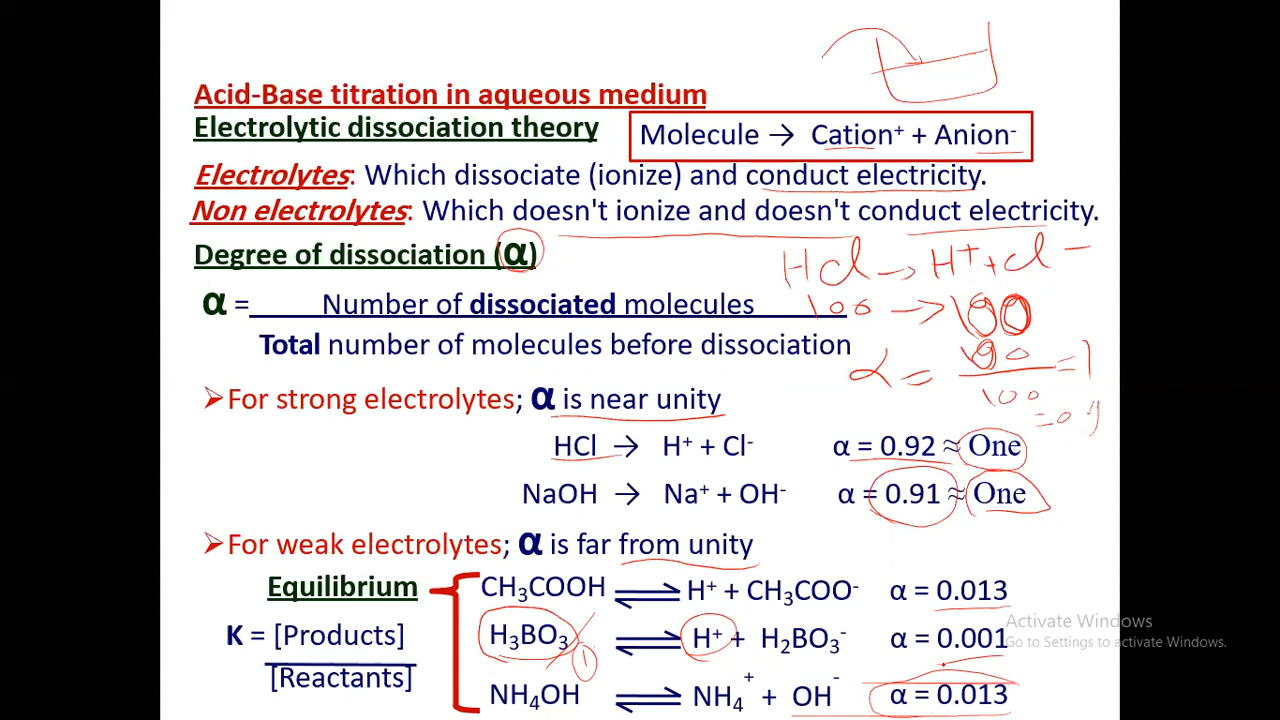 Acid-Base titration in aqueous medium
Electrolytic dissociation theory
Molecule → Cation⁺ + Anion⁻
Electrolytes: Which dissociate (ionize) and conduct electricity.
Non electrolytes: Which doesn't ionize and doesn't conduct electricity.
Degree of dissociation (α)
HCl → H⁺ + Cl⁻
α = Number of dissociated molecules
100 →
Total number of molecules before dissociation
α = 90
100
= 1
➢For strong electrolytes; α is near unity
HCl → H⁺ + Cl⁻ α = 0.92 ≈ One
NaOH → Na⁺ + OH⁻ α = 0.91 ≈ One
➢For weak electrolytes; α is far from unity
Equilibrium
CH₃COOH ⇌ H⁺ + CH₃COO⁻ α = 0.013
K = [Products]
[Reactants]
H₃BO₃ ⇌ H⁺ + H₂BO₃⁻ α = 0.001
1
NH₄OH ⇌ NH₄⁺ + OH⁻ α = 0.013
Activate Windows
Go to Settings to activate Windows.